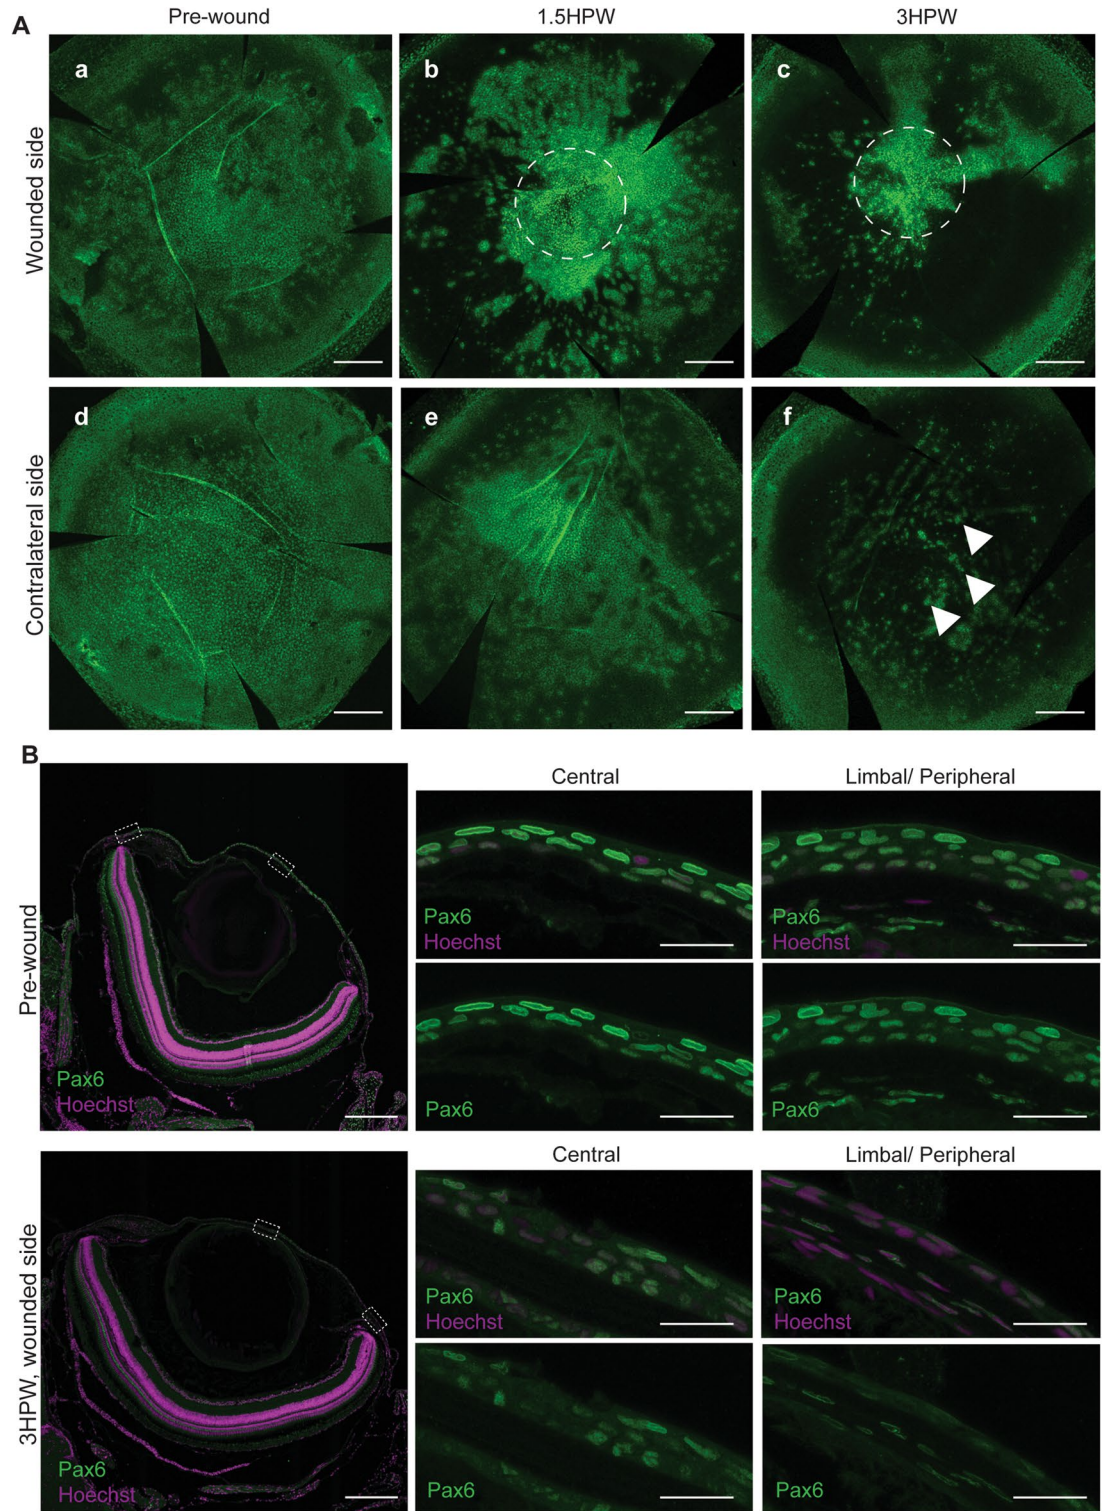 A
Pre-wound
1.5HPW
3HPW
Wounded side
a
b
c
Contralateral side
d
e
f
B
Central
Limbal/ Peripheral
Pre-wound
Pax6
Hoechst
Pax6
Hoechst
Pax6
Hoechst
Pax6
Pax6
Central
Limbal/ Peripheral
3HPW, wounded side
Pax6
Hoechst
Pax6
Hoechst
Pax6
Hoechst
Pax6
Pax6